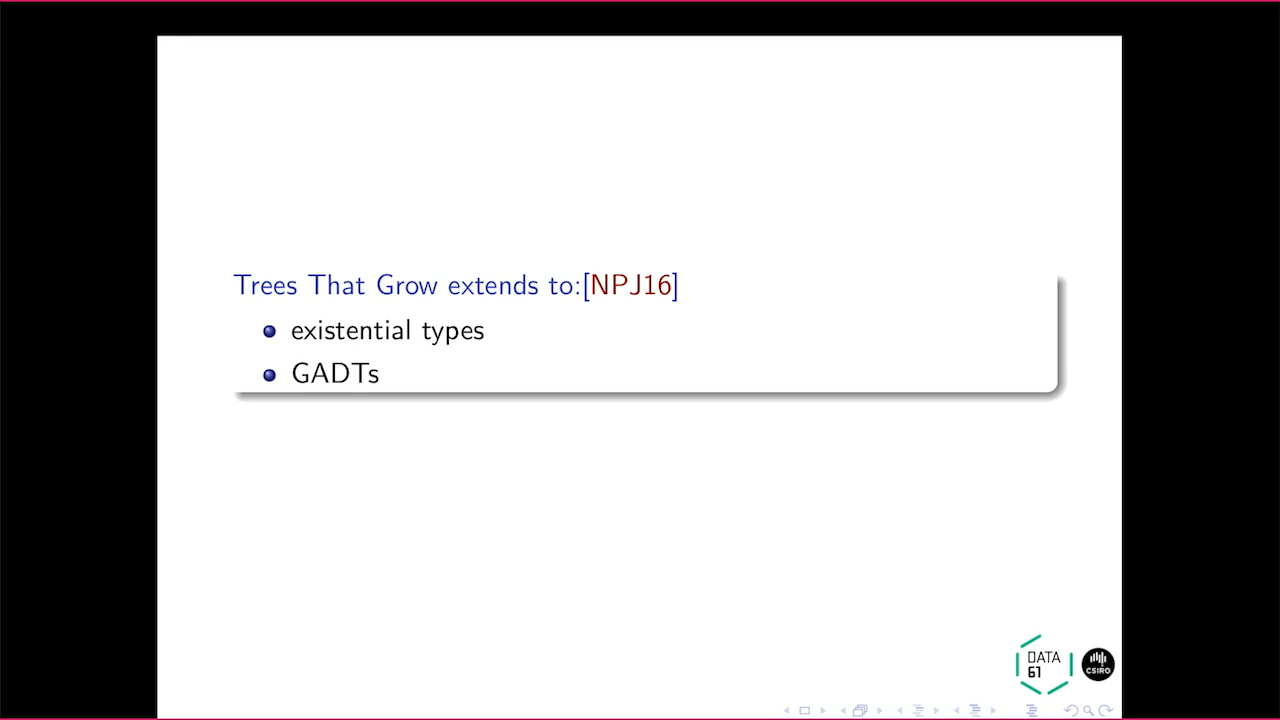 Trees That Grow extends to:[NPJ16]
existential types
GADTs
DATA
61
CSIRO